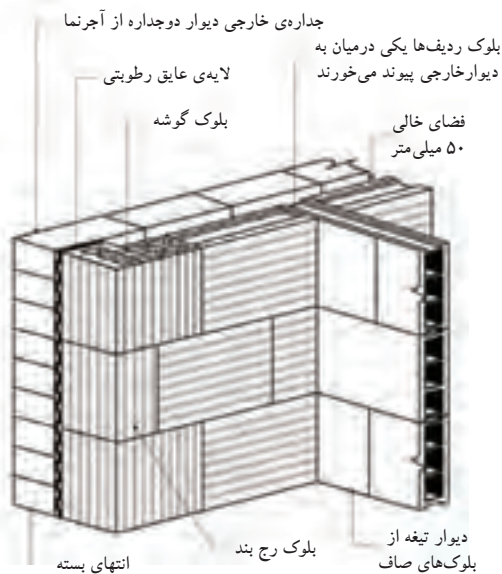 جداره‌ی خارجی دیوار دوجداره از آجرنما
بلوک ردیف‌ها یکی درمیان به
دیوارخارجی پیوند می‌خورند
لایه‌ی عایق رطوبتی
بلوک گوشه
فضای خالی
۵۰ میلی‌متر
دیوار تیغه از
بلوک‌های صاف
بلوک رج بند
انتهای بسته